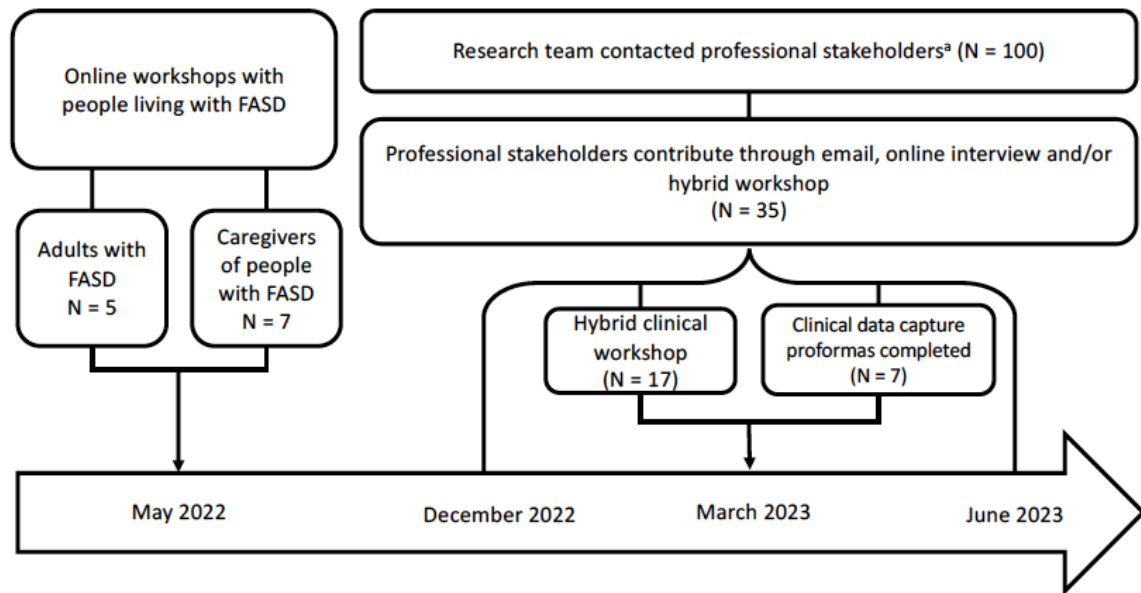 Online workshops with
people living with FASD
Adults with
FASD
N = 5
Caregivers
of people
with FASD
N = 7
Research team contacted professional stakeholdersᵃ (N = 100)
Professional stakeholders contribute through email, online interview and/or
hybrid workshop
(N = 35)
Hybrid clinical
workshop
(N = 17)
Clinical data capture
proformas completed
(N = 7)
May 2022
December 2022
March 2023
June 2023